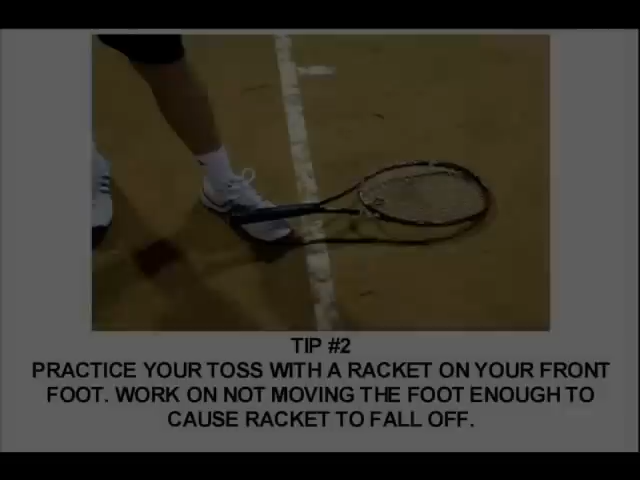 TIP #2
PRACTICE YOUR TOSS WITH A RACKET ON YOUR FRONT
FOOT. WORK ON NOT MOVING THE FOOT ENOUGH TO
CAUSE RACKET TO FALL OFF.